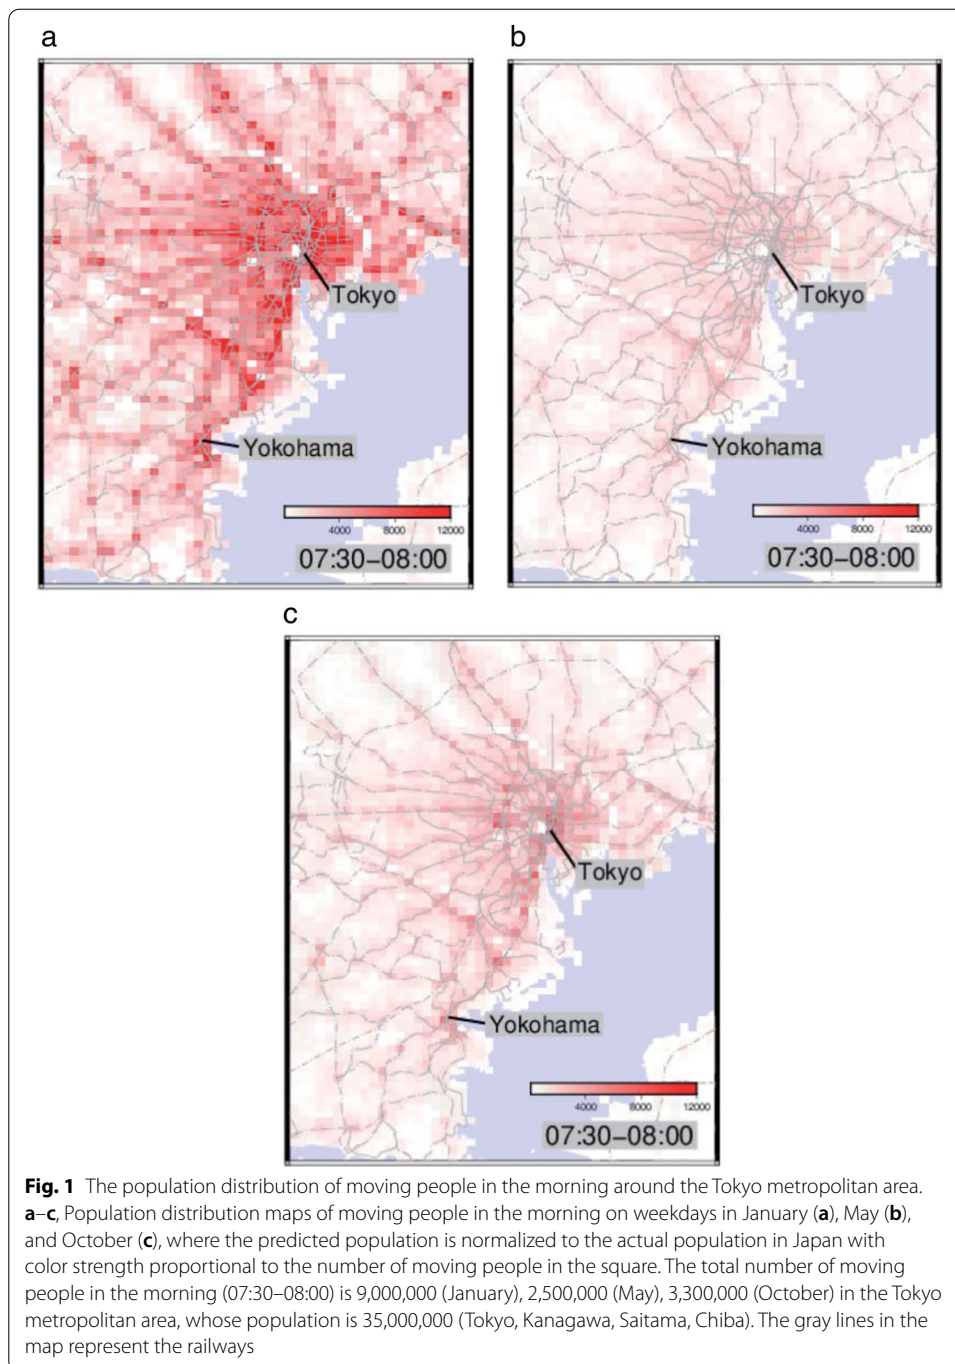 a
b
Tokyo
Tokyo
Yokohama
Yokohama
4000 8000 12000
4000 8000 12000
07:30–08:00
07:30–08:00
c
Tokyo
Yokohama
4000 8000 12000
07:30–08:00
Fig. 1 The population distribution of moving people in the morning around the Tokyo metropolitan area.
a–c, Population distribution maps of moving people in the morning on weekdays in January (a), May (b),
and October (c), where the predicted population is normalized to the actual population in Japan with
color strength proportional to the number of moving people in the square. The total number of moving
people in the morning (07:30–08:00) is 9,000,000 (January), 2,500,000 (May), 3,300,000 (October) in the Tokyo
metropolitan area, whose population is 35,000,000 (Tokyo, Kanagawa, Saitama, Chiba). The gray lines in the
map represent the railways